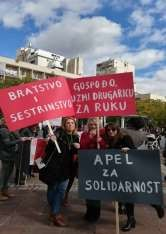 BRATSTVO
I
SESTRINSTVO
GOSPOĐO,
UZMI DRUGARICU
ZA RUKU
APEL
ZA
SOLIDARNOST